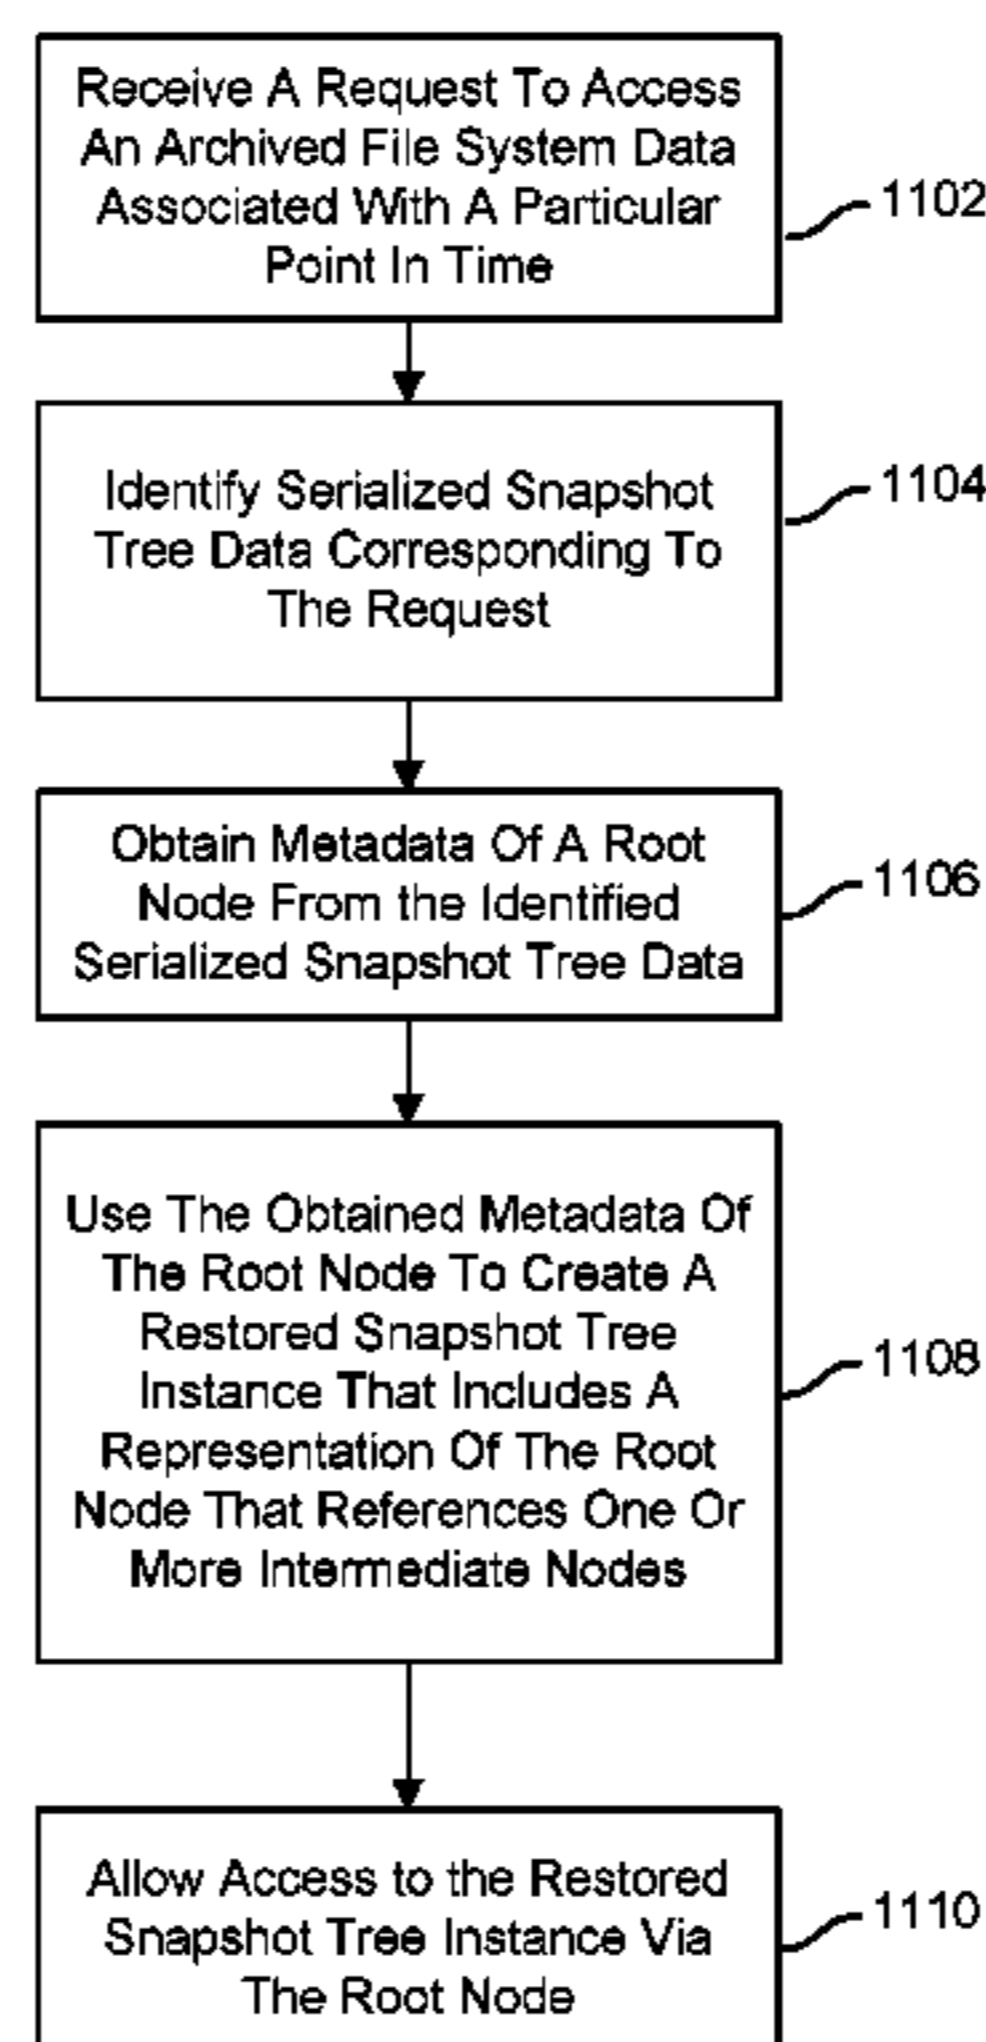 Receive A Request To Access
An Archived File System Data
Associated With A Particular
Point In Time
1102
Identify Serialized Snapshot
Tree Data Corresponding To
The Request
1104
Obtain Metadata Of A Root
Node From the Identified
Serialized Snapshot Tree Data
1106
Use The Obtained Metadata Of
The Root Node To Create A
Restored Snapshot Tree
Instance That Includes A
Representation Of The Root
Node That References One Or
More Intermediate Nodes
1108
Allow Access to the Restored
Snapshot Tree Instance Via
The Root Node
1110